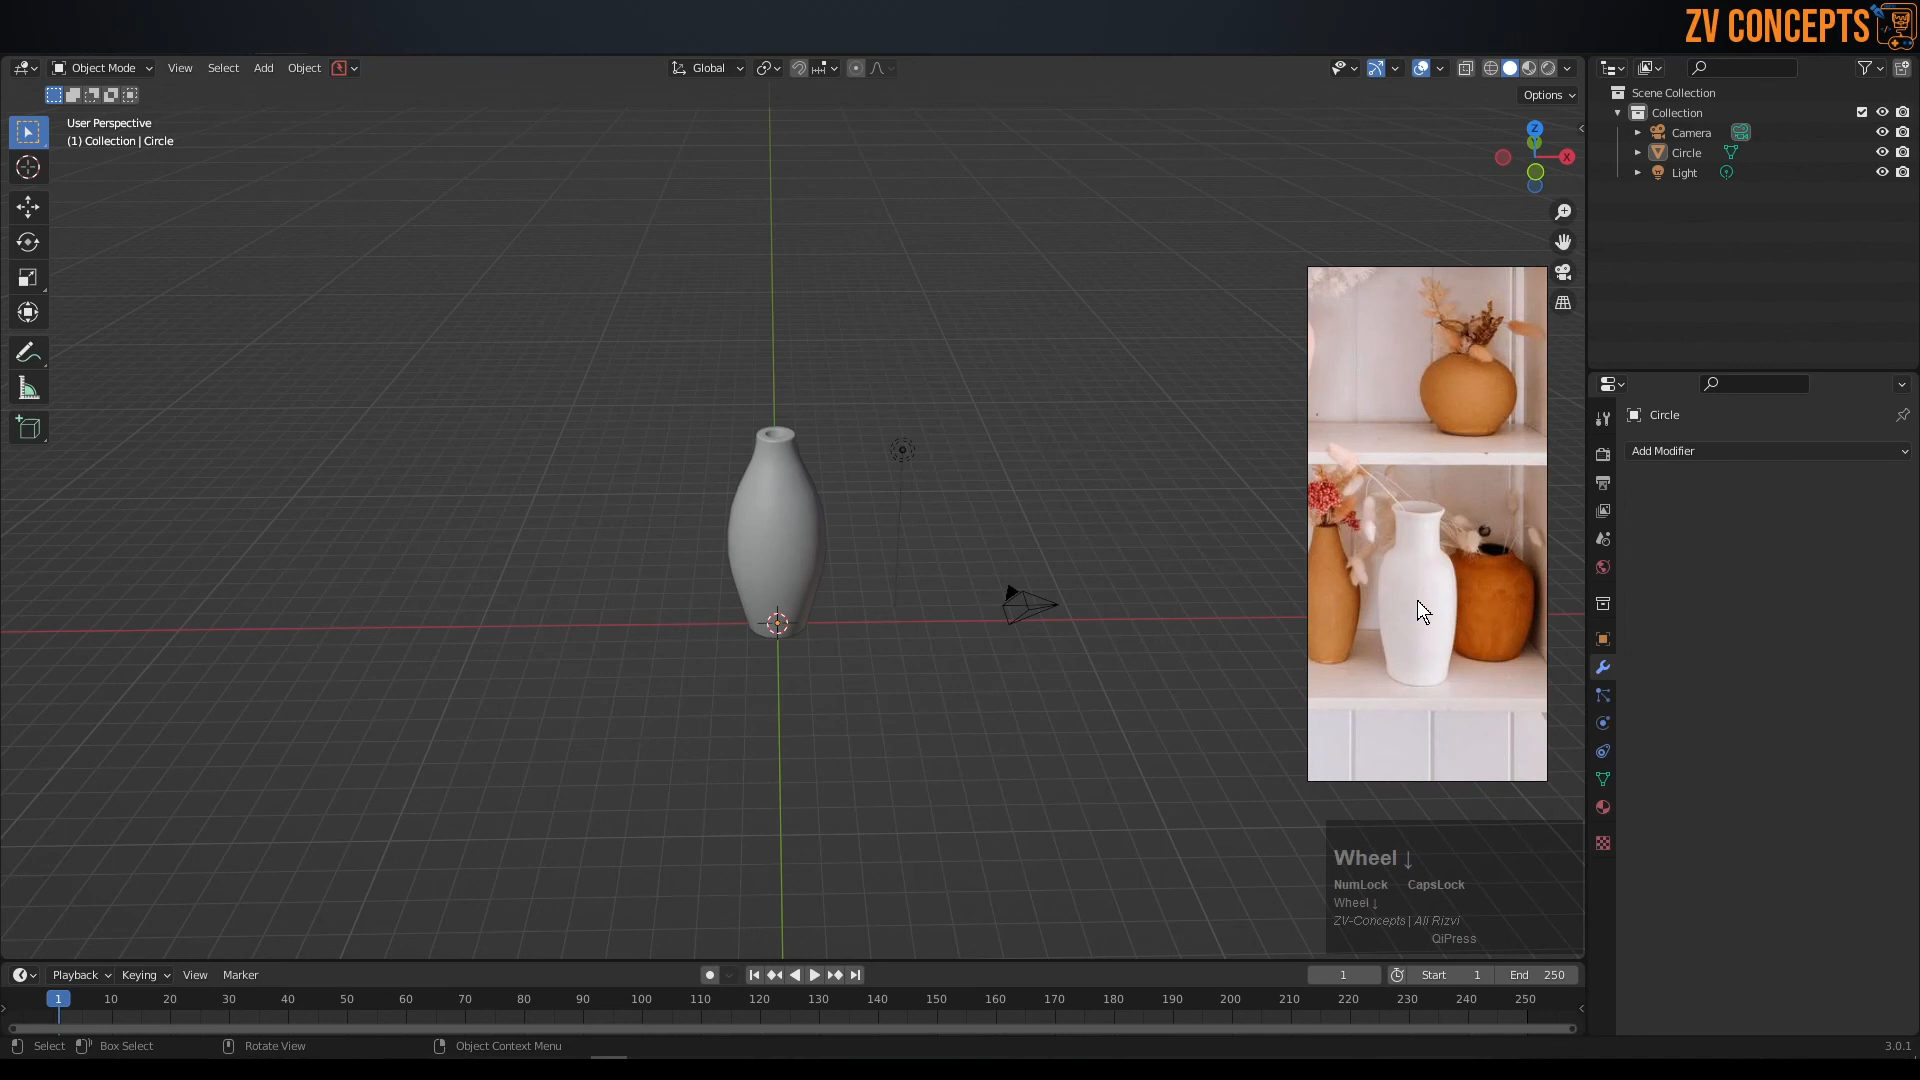 ZV CONCEPTS
Object Mode View Select Add Object
Global
Options
User Perspective
(1) Collection | Circle
Z
X
Scene Collection
Collection
Camera
Circle
Light
Circle
Add Modifier
Wheel ↓
NumLock CapsLock
Wheel ↓
ZV-Concepts | Ali Rizvi
QiPress
Playback Keying View Marker
1 Start 1 End 250
1 10 20 30 40 50 60 70 80 90 100 110 120 130 140 150 160 170 180 190 200 210 220 230 240 250
Select Box Select Rotate View Object Context Menu
3.0.1